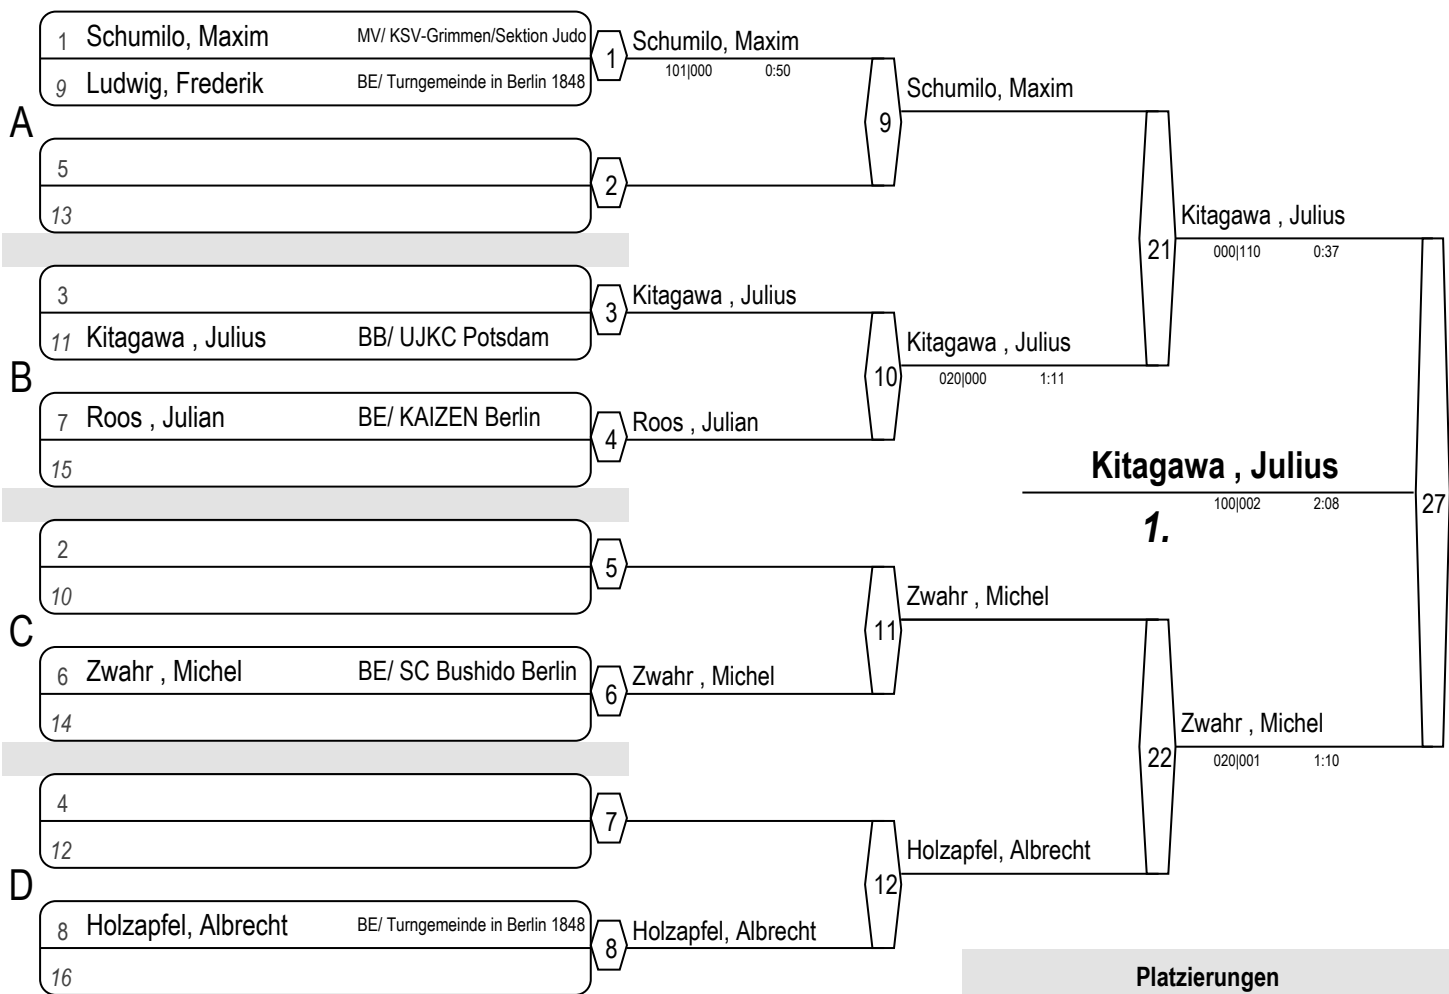 1 Schumilo, Maxim MV/ KSV-Grimmen/Sektion Judo
9 Ludwig, Frederik BE/ Turngemeinde in Berlin 1848
1
Schumilo, Maxim
101|000 0:50
A
5
13
2
9
Schumilo, Maxim
3
11 Kitagawa , Julius BB/ UJKC Potsdam
3
Kitagawa , Julius
B
7 Roos , Julian BE/ KAIZEN Berlin
15
4
Roos , Julian
10
Kitagawa , Julius
020|000 1:11
21
Kitagawa , Julius
000|110 0:37
2
10
5
C
6 Zwahr , Michel BE/ SC Bushido Berlin
14
6
Zwahr , Michel
11
Zwahr , Michel
4
12
7
D
8 Holzapfel, Albrecht BE/ Turngemeinde in Berlin 1848
16
8
Holzapfel, Albrecht
12
Holzapfel, Albrecht
22
Zwahr , Michel
020|001 1:10
27
Kitagawa , Julius
100|002 2:08
1.
Platzierungen